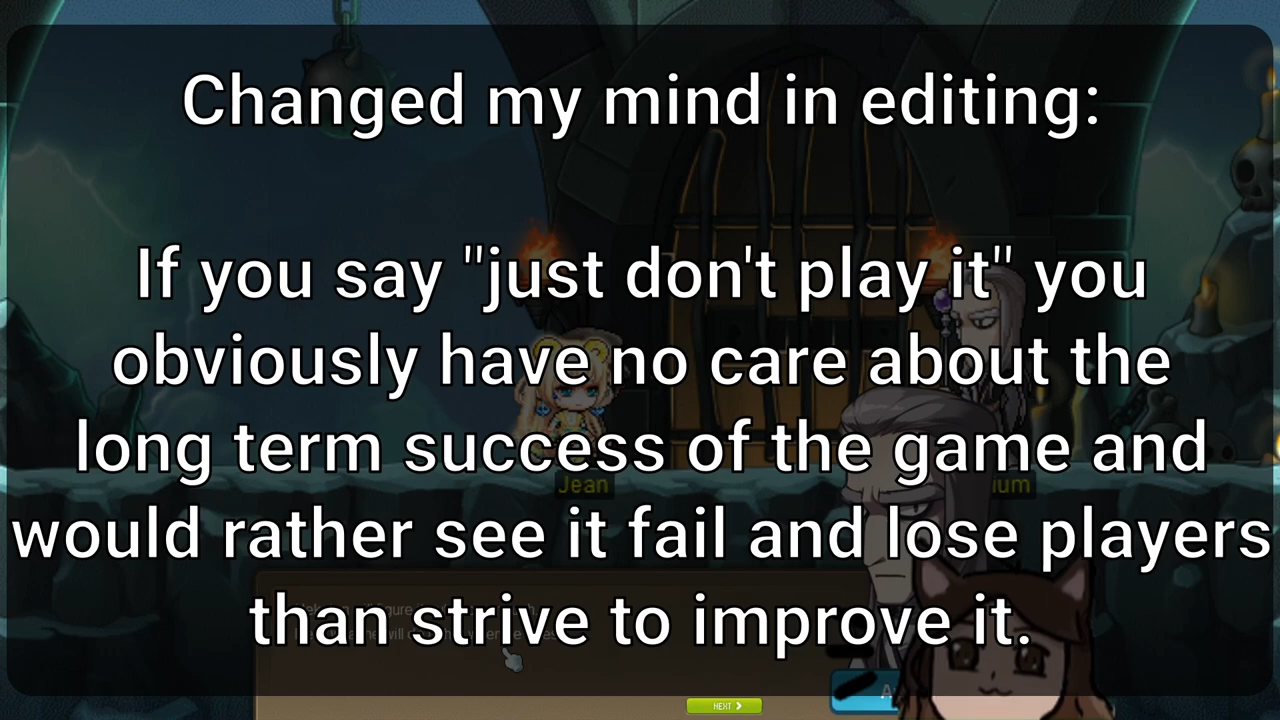 Changed my mind in editing:
If you say "just don't play it" you
obviously have no care about the
long term success of the game and
would rather see it fail and lose players
than strive to improve it.
Jean
NEXT